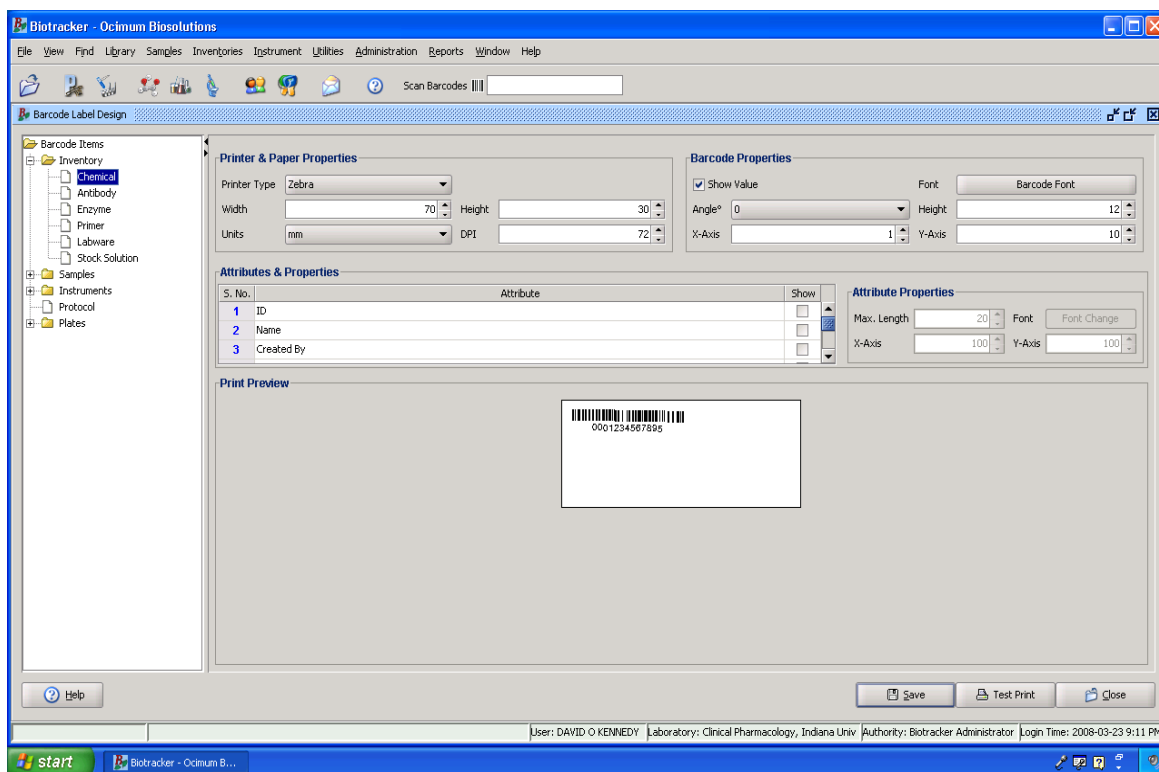 Biotracker - Ocimum Biosolutions
File View Find Library Samples Inventories Instrument Utilities Administration Reports Window Help
Scan Barcodes
Barcode Label Design
Barcode Items
Inventory
Chemical
Antibody
Enzyme
Primer
Labware
Stock Solution
Samples
Instruments
Protocol
Plates
Printer & Paper Properties
Printer Type Zebra
Width 70 Height 30
Units mm DPI 72
Barcode Properties
Show Value Font Barcode Font
Angle° 0 Height 12
X-Axis 1 Y-Axis 10
Attributes & Properties
S. No. Attribute Show
1 ID
2 Name
3 Created By
Attribute Properties
Max. Length 20 Font Font Change
X-Axis 100 Y-Axis 100
Print Preview
0001234567895
Help Save Test Print Close
User: DAVID O KENNEDY Laboratory: Clinical Pharmacology, Indiana Univ Authority: Biotracker Administrator Login Time: 2008-03-23 9:11 PM
start Biotracker - Ocimum B...